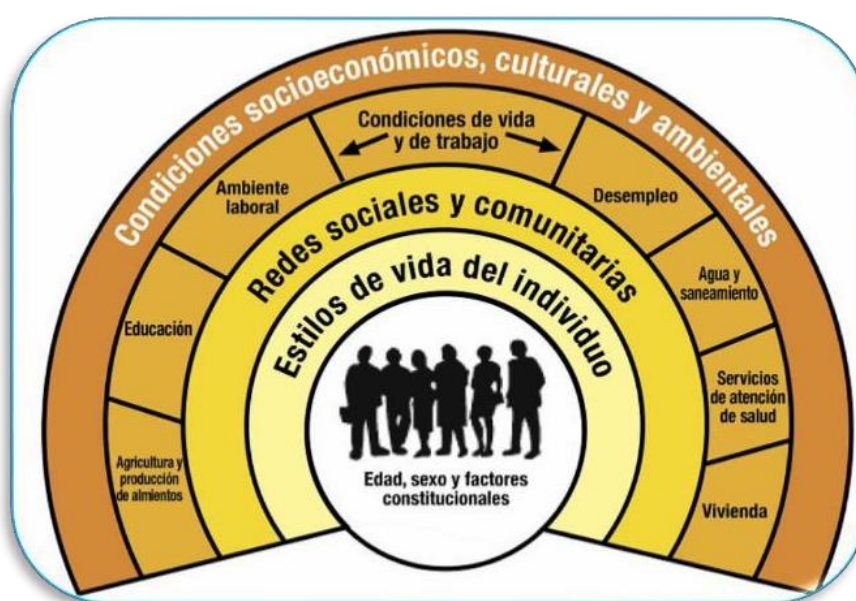 Condiciones socioeconómicos, culturales y ambientales
Condiciones de vida
y de trabajo
Ambiente
laboral
Desempleo
Educación
Agua y
saneamiento
Agricultura y
producción
de almientos
Servicios
de atención
de salud
Vivienda
Redes sociales y comunitarias
Estilos de vida del individuo
Edad, sexo y factores
constitucionales